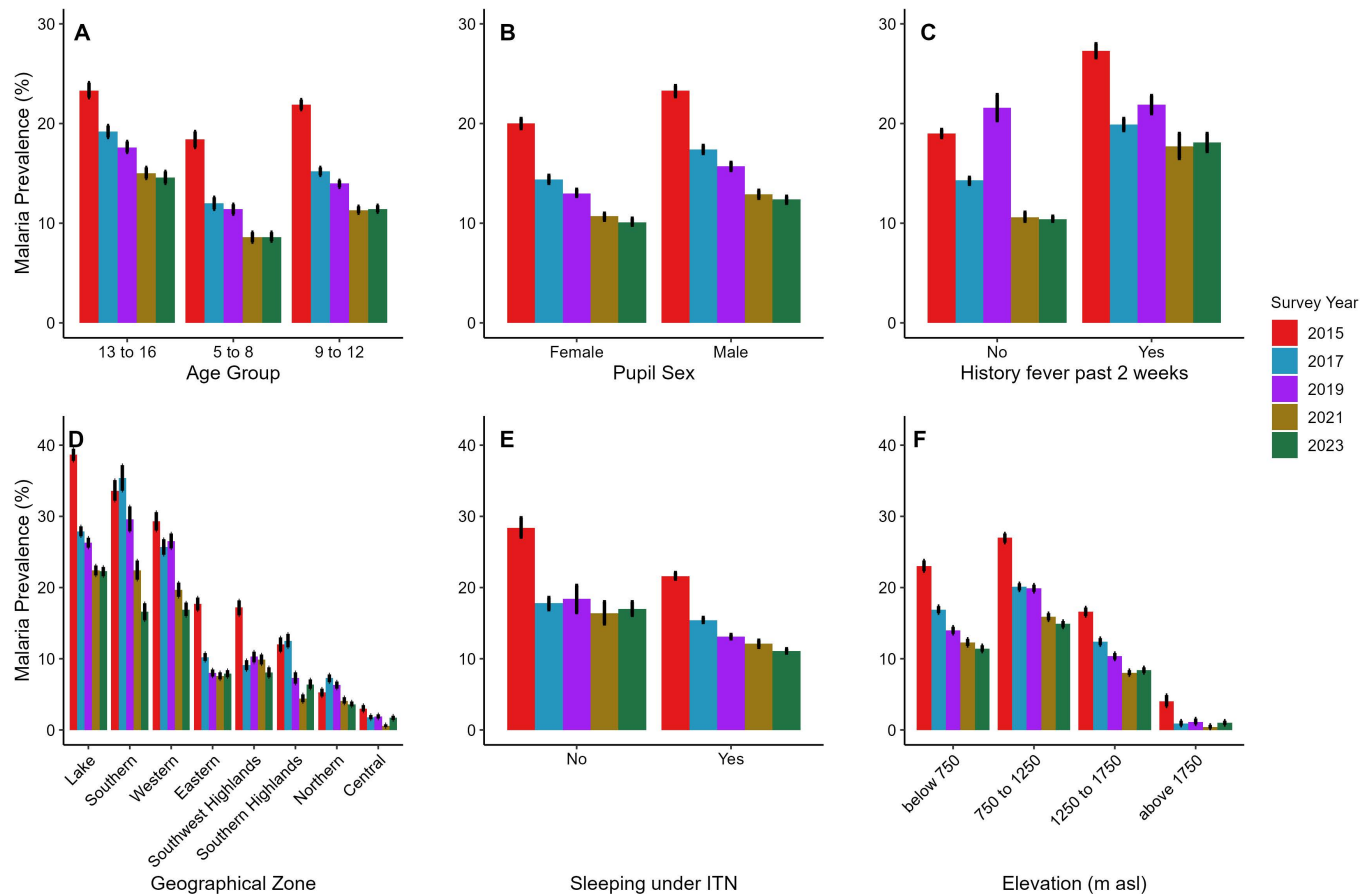 A
B
C
Malaria Prevalence (%)
30
20
10
0
13 to 16
5 to 8
9 to 12
Age Group
30
20
10
0
Female
Male
Pupil Sex
30
20
10
0
No
Yes
History fever past 2 weeks
Survey Year
2015
2017
2019
2021
2023
D
E
F
Malaria Prevalence (%)
40
30
20
10
0
Lake
Southern
Western
Eastern
Southwest Highlands
Southern Highlands
Northern
Central
Geographical Zone
40
30
20
10
0
No
Yes
Sleeping under ITN
40
30
20
10
0
below 750
750 to 1250
1250 to 1750
above 1750
Elevation (m asl)